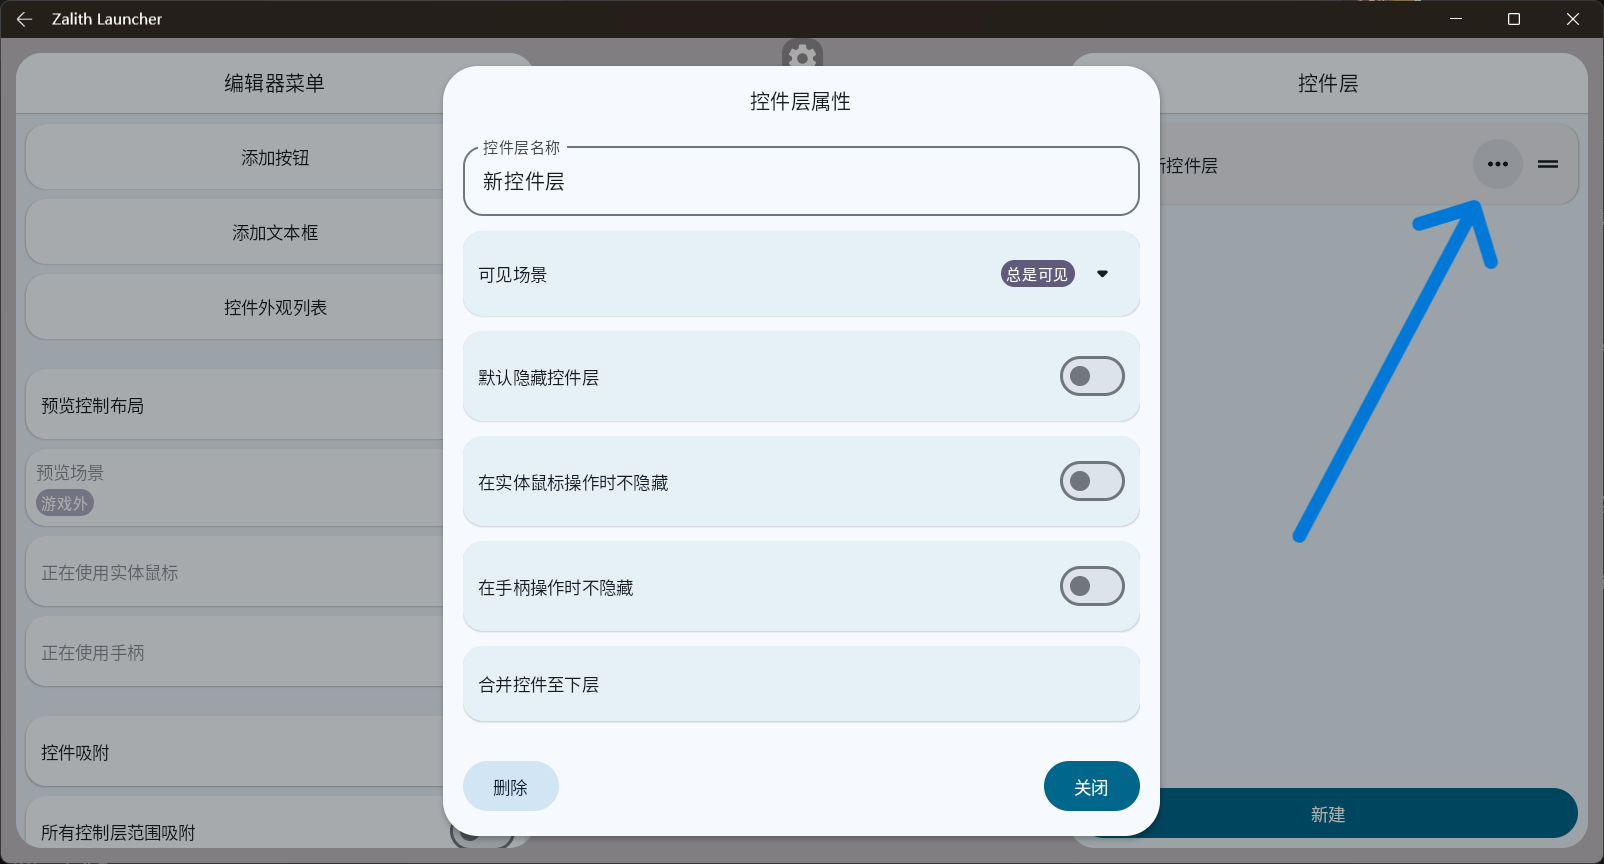 Zalith Launcher
编辑器菜单
添加按钮
添加文本框
控件外观列表
预览控制布局
预览场景
游戏外
正在使用实体鼠标
正在使用手柄
控件吸附
所有控制层范围吸附
控件层属性
控件层名称
新控件层
可见场景
总是可见
默认隐藏控件层
在实体鼠标操作时不隐藏
在手柄操作时不隐藏
合并控件至下层
删除
关闭
控件层
新控件层
新建